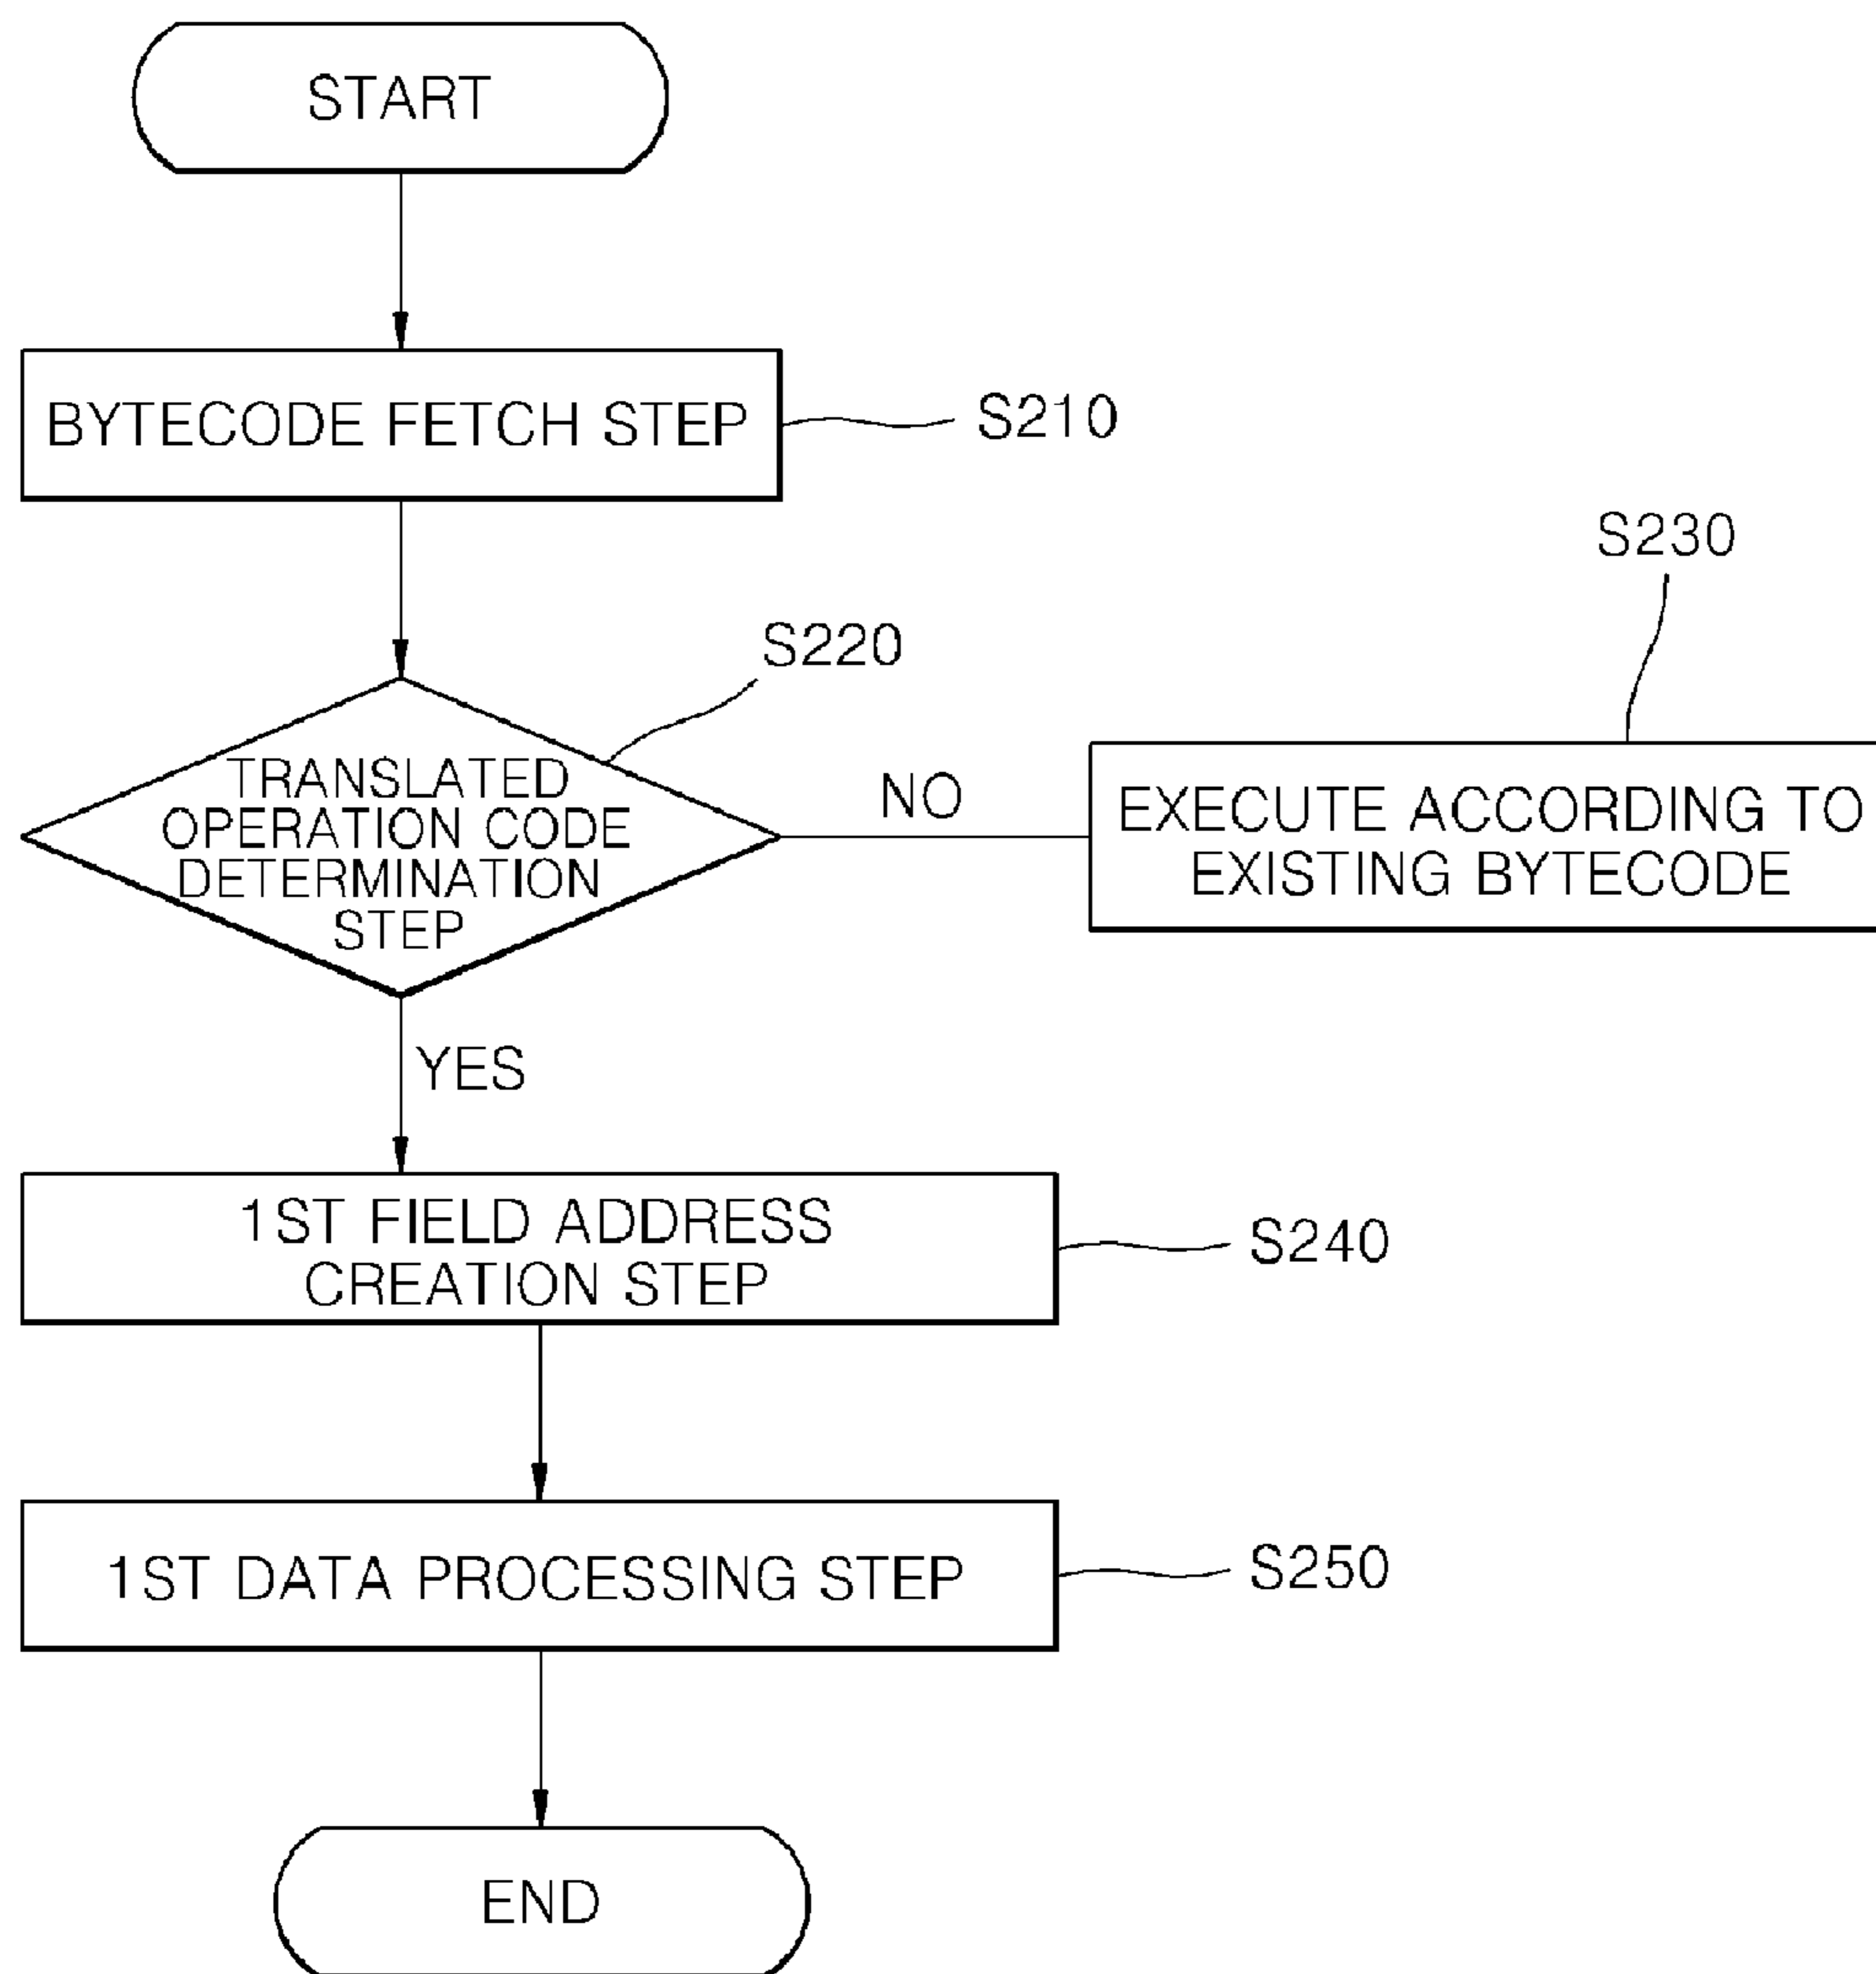 START
BYTECODE FETCH STEP
S210
S230
S220
TRANSLATED
OPERATION CODE
DETERMINATION
STEP
NO
EXECUTE ACCORDING TO
EXISTING BYTECODE
YES
1ST FIELD ADDRESS
CREATION STEP
S240
1ST DATA PROCESSING STEP
S250
END